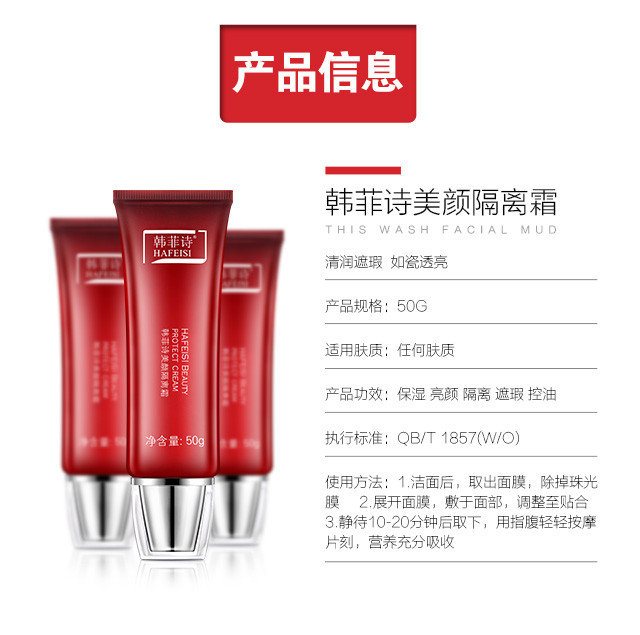 产品信息
韩菲诗美颜隔离霜
THIS WASH FACIAL MUD
清润遮瑕 如瓷透亮
产品规格：50G
适用肤质：任何肤质
产品功效：保湿 亮颜 隔离 遮瑕 控油
执行标准：QB/T 1857(W/O)
使用方法：1.洁面后，取出面膜，除掉珠光
膜 2.展开面膜，敷于面部，调整至贴合
3.静待10-20分钟后取下，用指腹轻轻按摩
片刻，营养充分吸收
韩菲诗®
HAFEISI
HAFEISI BEAUTY
PROTECT CREAM
韩菲诗美颜隔离霜
净含量: 50g